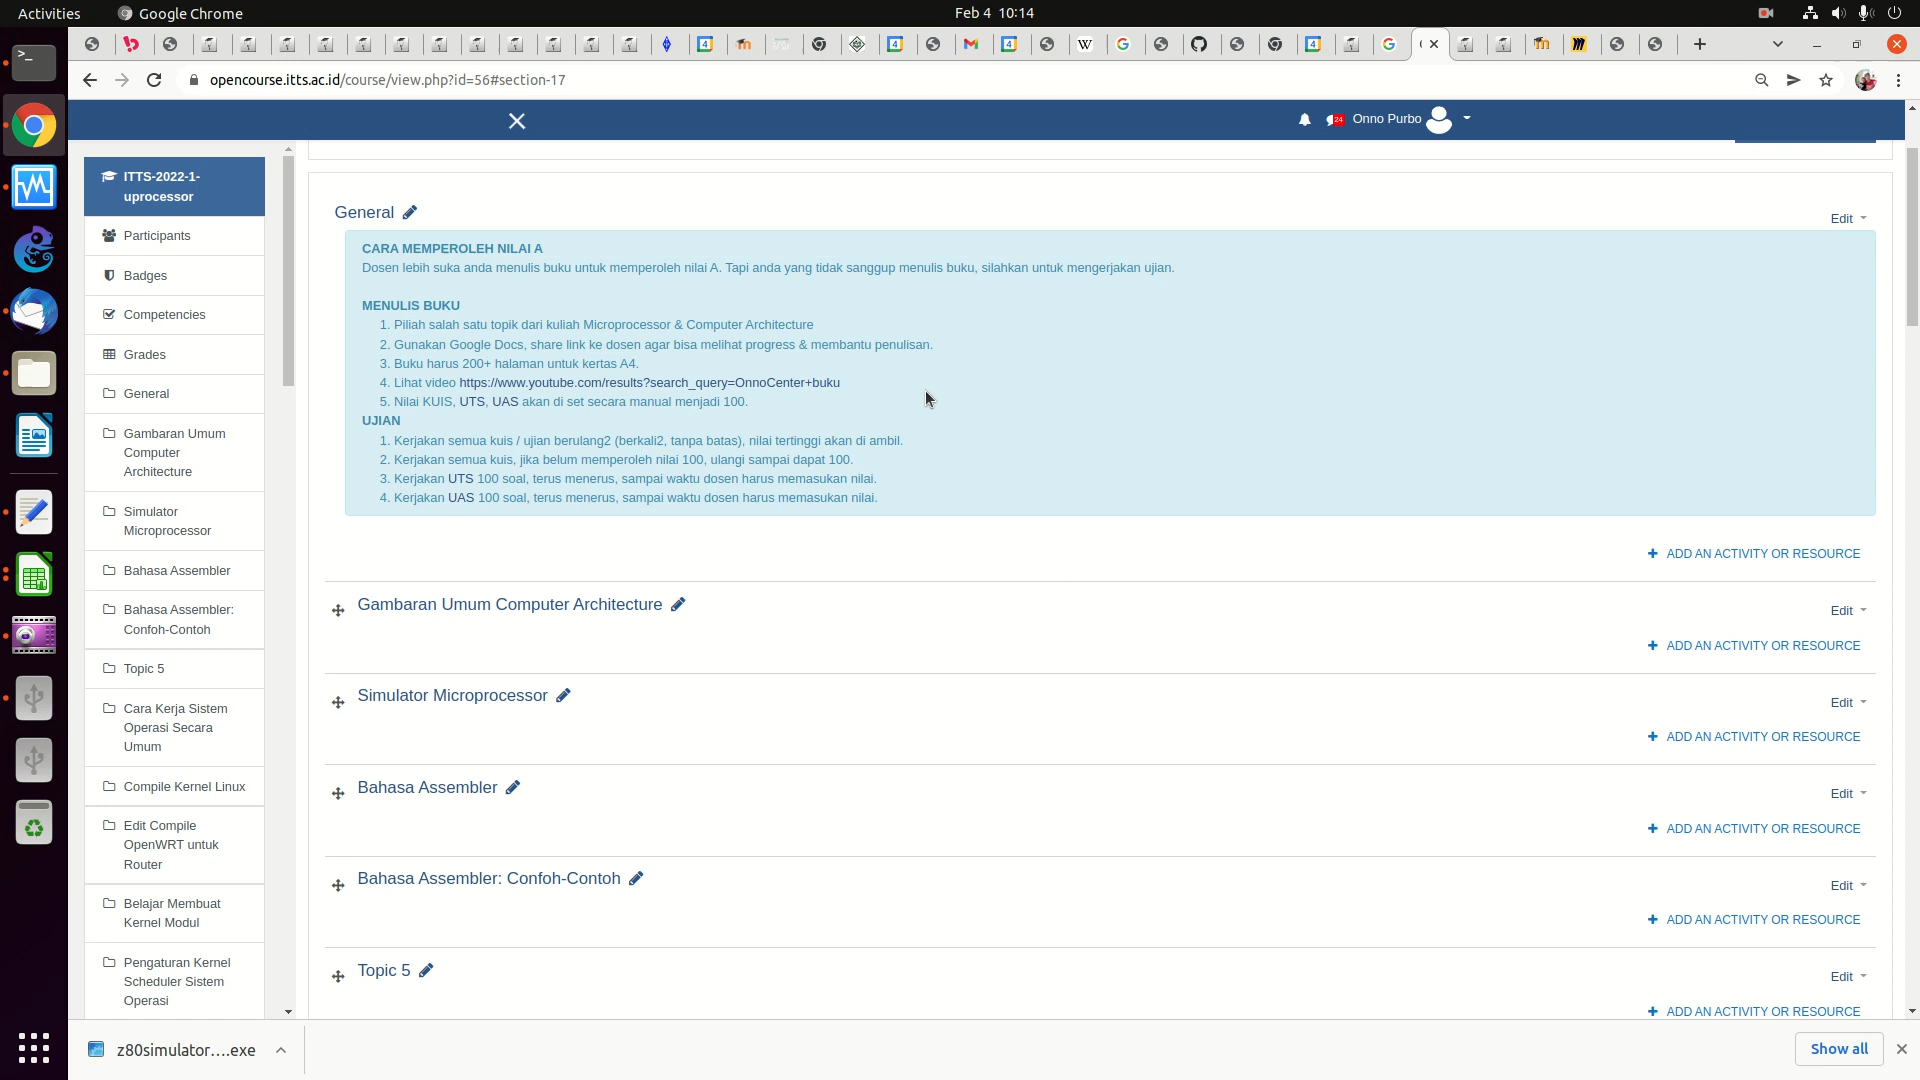 Activities
Google Chrome
Feb 4 10:14
opencourse.itts.ac.id/course/view.php?id=56#section-17
24
Onno Purbo
ITTS-2022-1-
uprocessor
Participants
Badges
Competencies
Grades
General
Gambaran Umum
Computer
Architecture
Simulator
Microprocessor
Bahasa Assembler
Bahasa Assembler:
Confoh-Contoh
Topic 5
Cara Kerja Sistem
Operasi Secara
Umum
Compile Kernel Linux
Edit Compile
OpenWRT untuk
Router
Belajar Membuat
Kernel Modul
Pengaturan Kernel
Scheduler Sistem
Operasi
General
Edit
CARA MEMPEROLEH NILAI A
Dosen lebih suka anda menulis buku untuk memperoleh nilai A. Tapi anda yang tidak sanggup menulis buku, silahkan untuk mengerjakan ujian.
MENULIS BUKU
1. Piliah salah satu topik dari kuliah Microprocessor & Computer Architecture
2. Gunakan Google Docs, share link ke dosen agar bisa melihat progress & membantu penulisan.
3. Buku harus 200+ halaman untuk kertas A4.
4. Lihat video https://www.youtube.com/results?search_query=OnnoCenter+buku
5. Nilai KUIS, UTS, UAS akan di set secara manual menjadi 100.
UJIAN
1. Kerjakan semua kuis / ujian berulang2 (berkali2, tanpa batas), nilai tertinggi akan di ambil.
2. Kerjakan semua kuis, jika belum memperoleh nilai 100, ulangi sampai dapat 100.
3. Kerjakan UTS 100 soal, terus menerus, sampai waktu dosen harus memasukan nilai.
4. Kerjakan UAS 100 soal, terus menerus, sampai waktu dosen harus memasukan nilai.
+ ADD AN ACTIVITY OR RESOURCE
Gambaran Umum Computer Architecture
Edit
+ ADD AN ACTIVITY OR RESOURCE
Simulator Microprocessor
Edit
+ ADD AN ACTIVITY OR RESOURCE
Bahasa Assembler
Edit
+ ADD AN ACTIVITY OR RESOURCE
Bahasa Assembler: Confoh-Contoh
Edit
+ ADD AN ACTIVITY OR RESOURCE
Topic 5
Edit
+ ADD AN ACTIVITY OR RESOURCE
z80simulator....exe
Show all